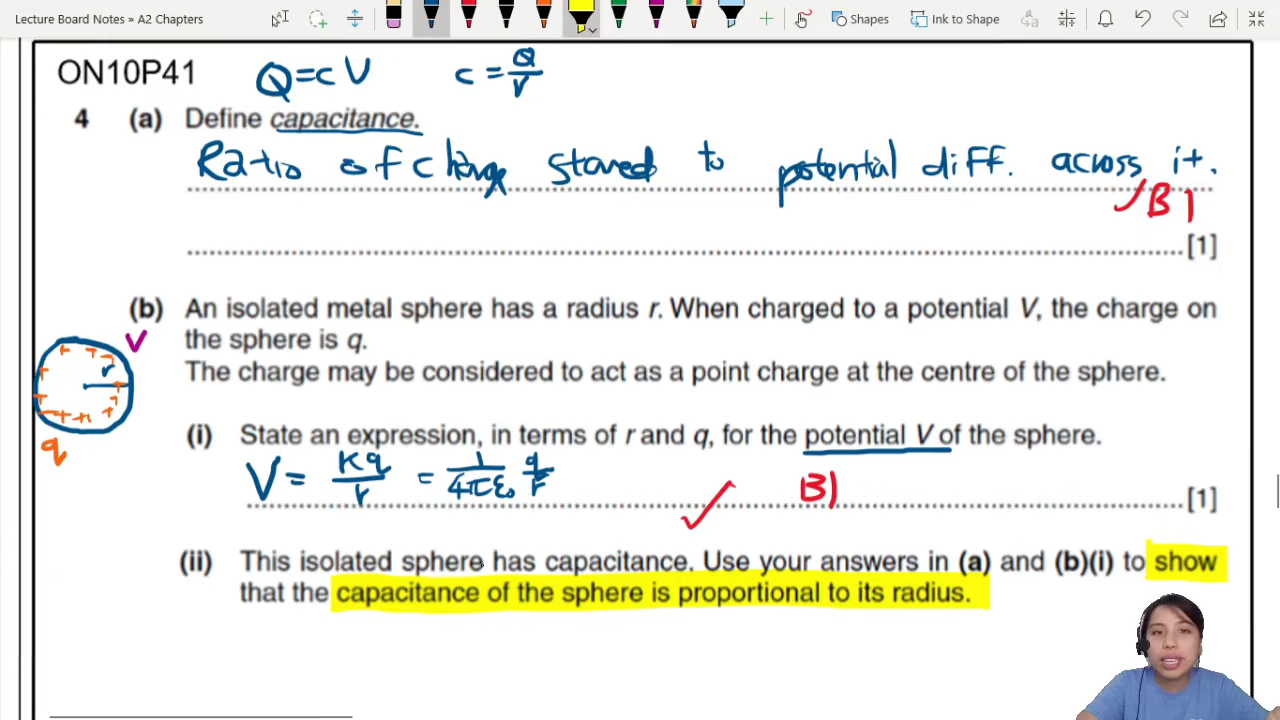 Lecture Board Notes » A2 Chapters
Shapes
Ink to Shape
ON10P41 Q=CV C=Q/V
4 (a) Define capacitance.
Ratio of charge stored to potential diff. across it.
B1
[1]
(b) An isolated metal sphere has a radius r. When charged to a potential V, the charge on
the sphere is q.
V
r
q
The charge may be considered to act as a point charge at the centre of the sphere.
(i) State an expression, in terms of r and q, for the potential V of the sphere.
V = Kq/r = 1/4πε₀ q/r
B1
[1]
(ii) This isolated sphere has capacitance. Use your answers in (a) and (b)(i) to show
that the capacitance of the sphere is proportional to its radius.